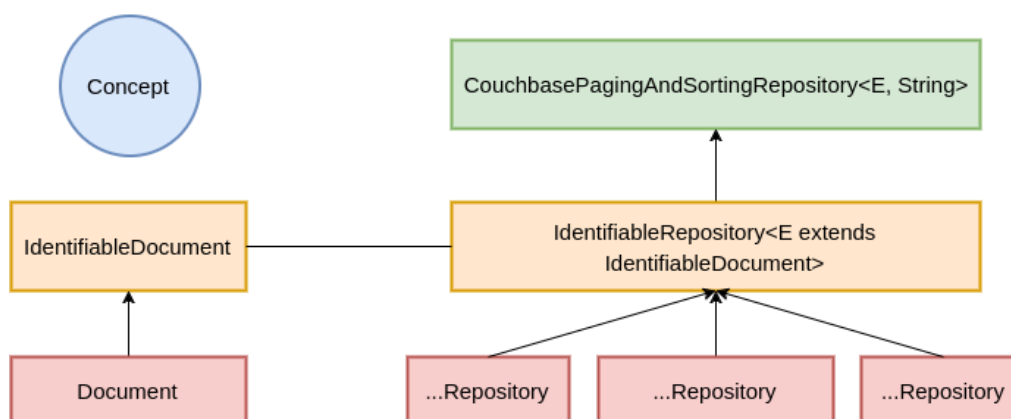 Concept
CouchbasePagingAndSortingRepository<E, String>
IdentifiableDocument
IdentifiableRepository<E extends
IdentifiableDocument>
Document
...Repository
...Repository
...Repository